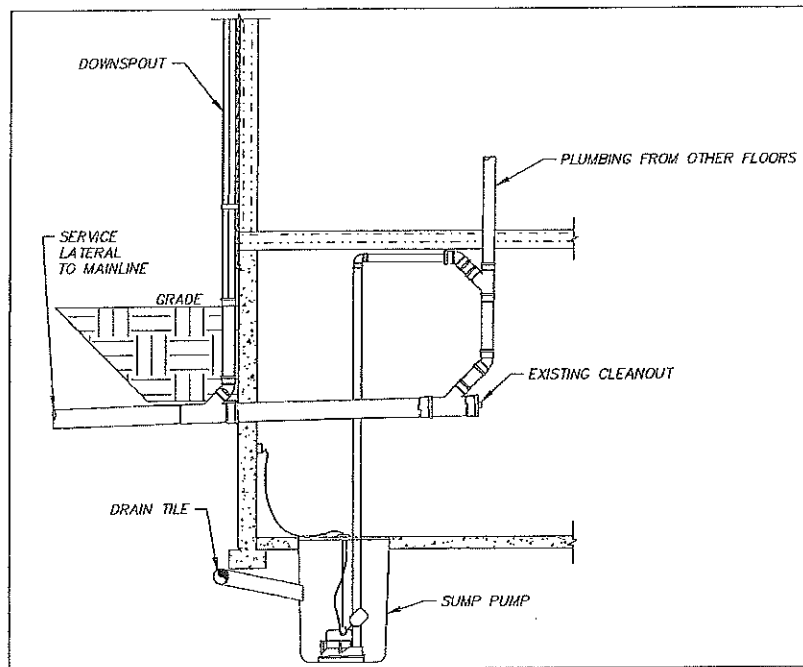 DOWNSPOUT
PLUMBING FROM OTHER FLOORS
SERVICE
LATERAL
TO MAINLINE
GRADE
EXISTING CLEANOUT
DRAIN TILE
SUMP PUMP